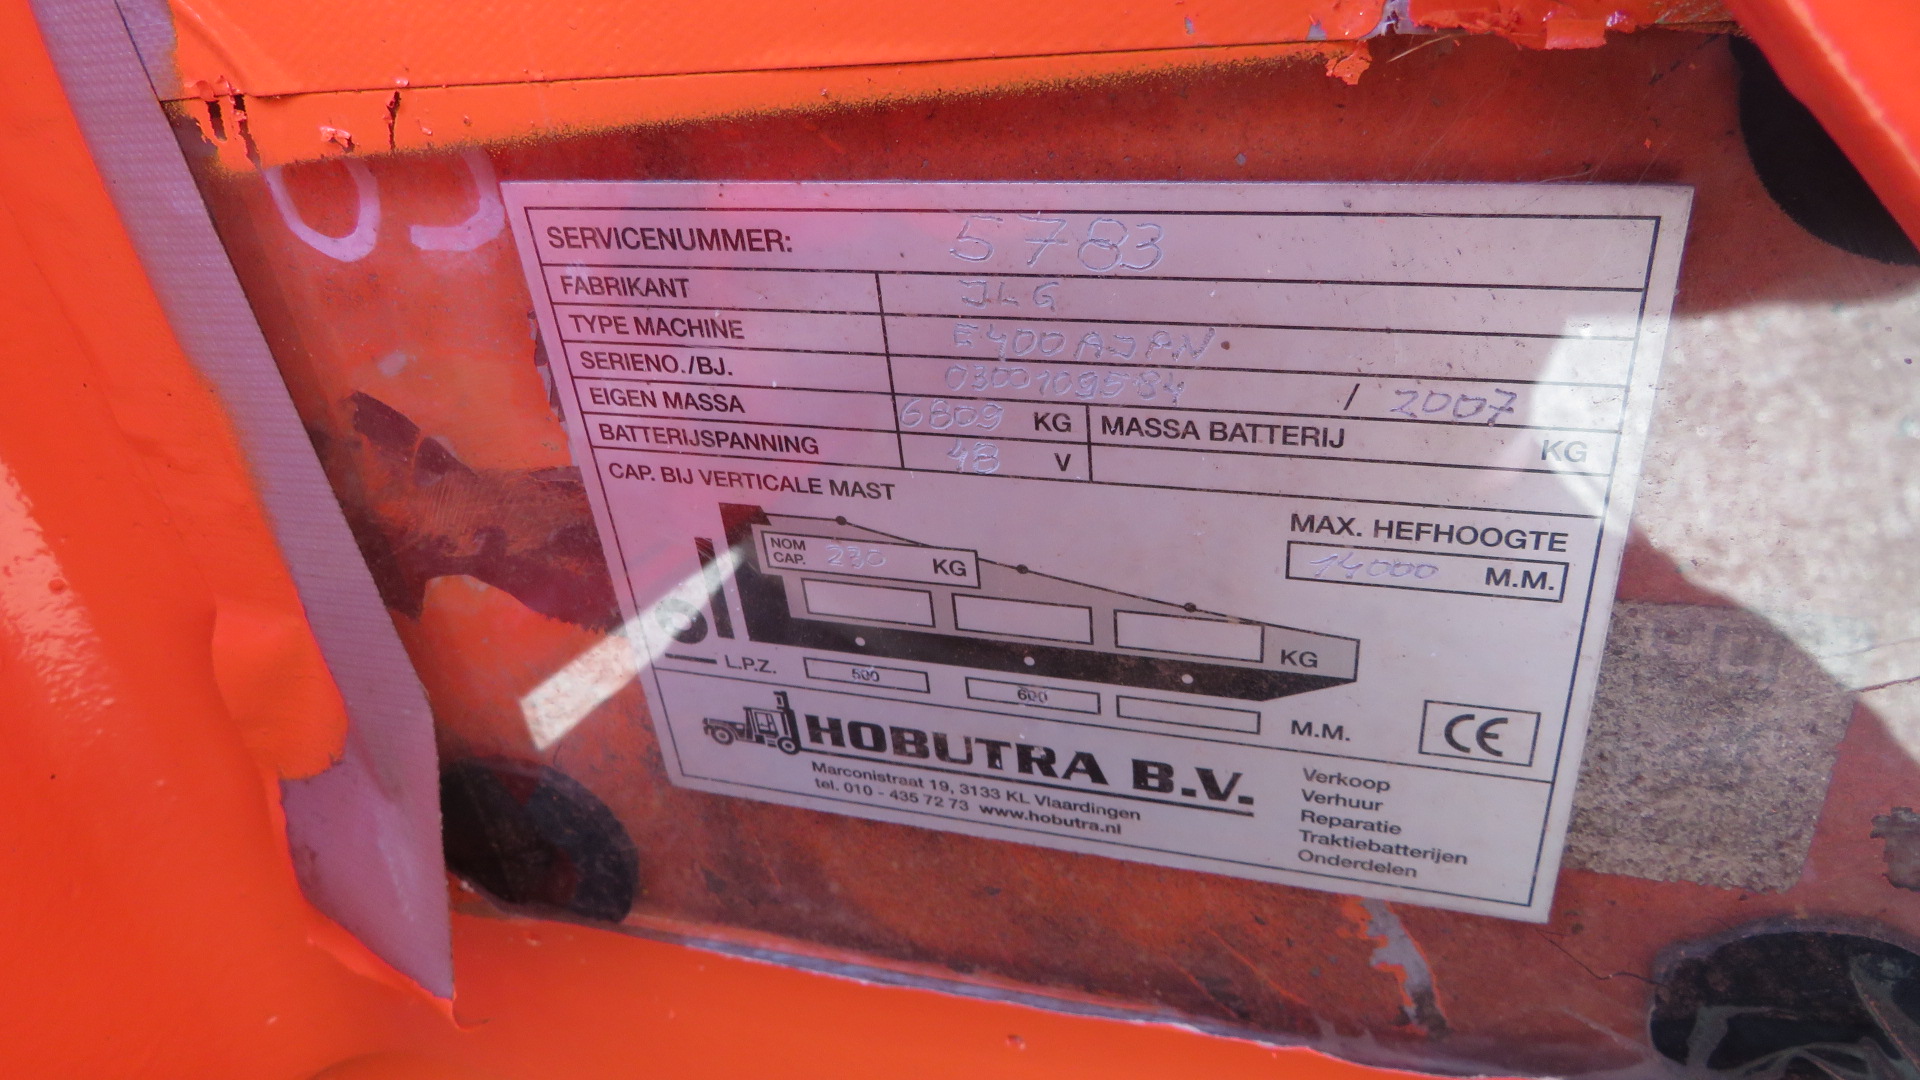 SERVICENUMMER: 5783
FABRIKANT JLG
TYPE MACHINE E400AJPN
SERIENO./BJ. 0300109584 / 2007
EIGEN MASSA 6809 KG MASSA BATTERIJ KG
BATTERIJSPANNING 48 V
CAP. BIJ VERTICALE MAST
MAX. HEFHOOGTE
14000 M.M.
NOM CAP. 230 KG
KG
L.P.Z. 500 600 M.M.
CE
HOBUTRA B.V.
Marconistraat 19, 3133 KL Vlaardingen
tel. 010 - 435 72 73 www.hobutra.nl
Verkoop
Verhuur
Reparatie
Traktiebatterijen
Onderdelen